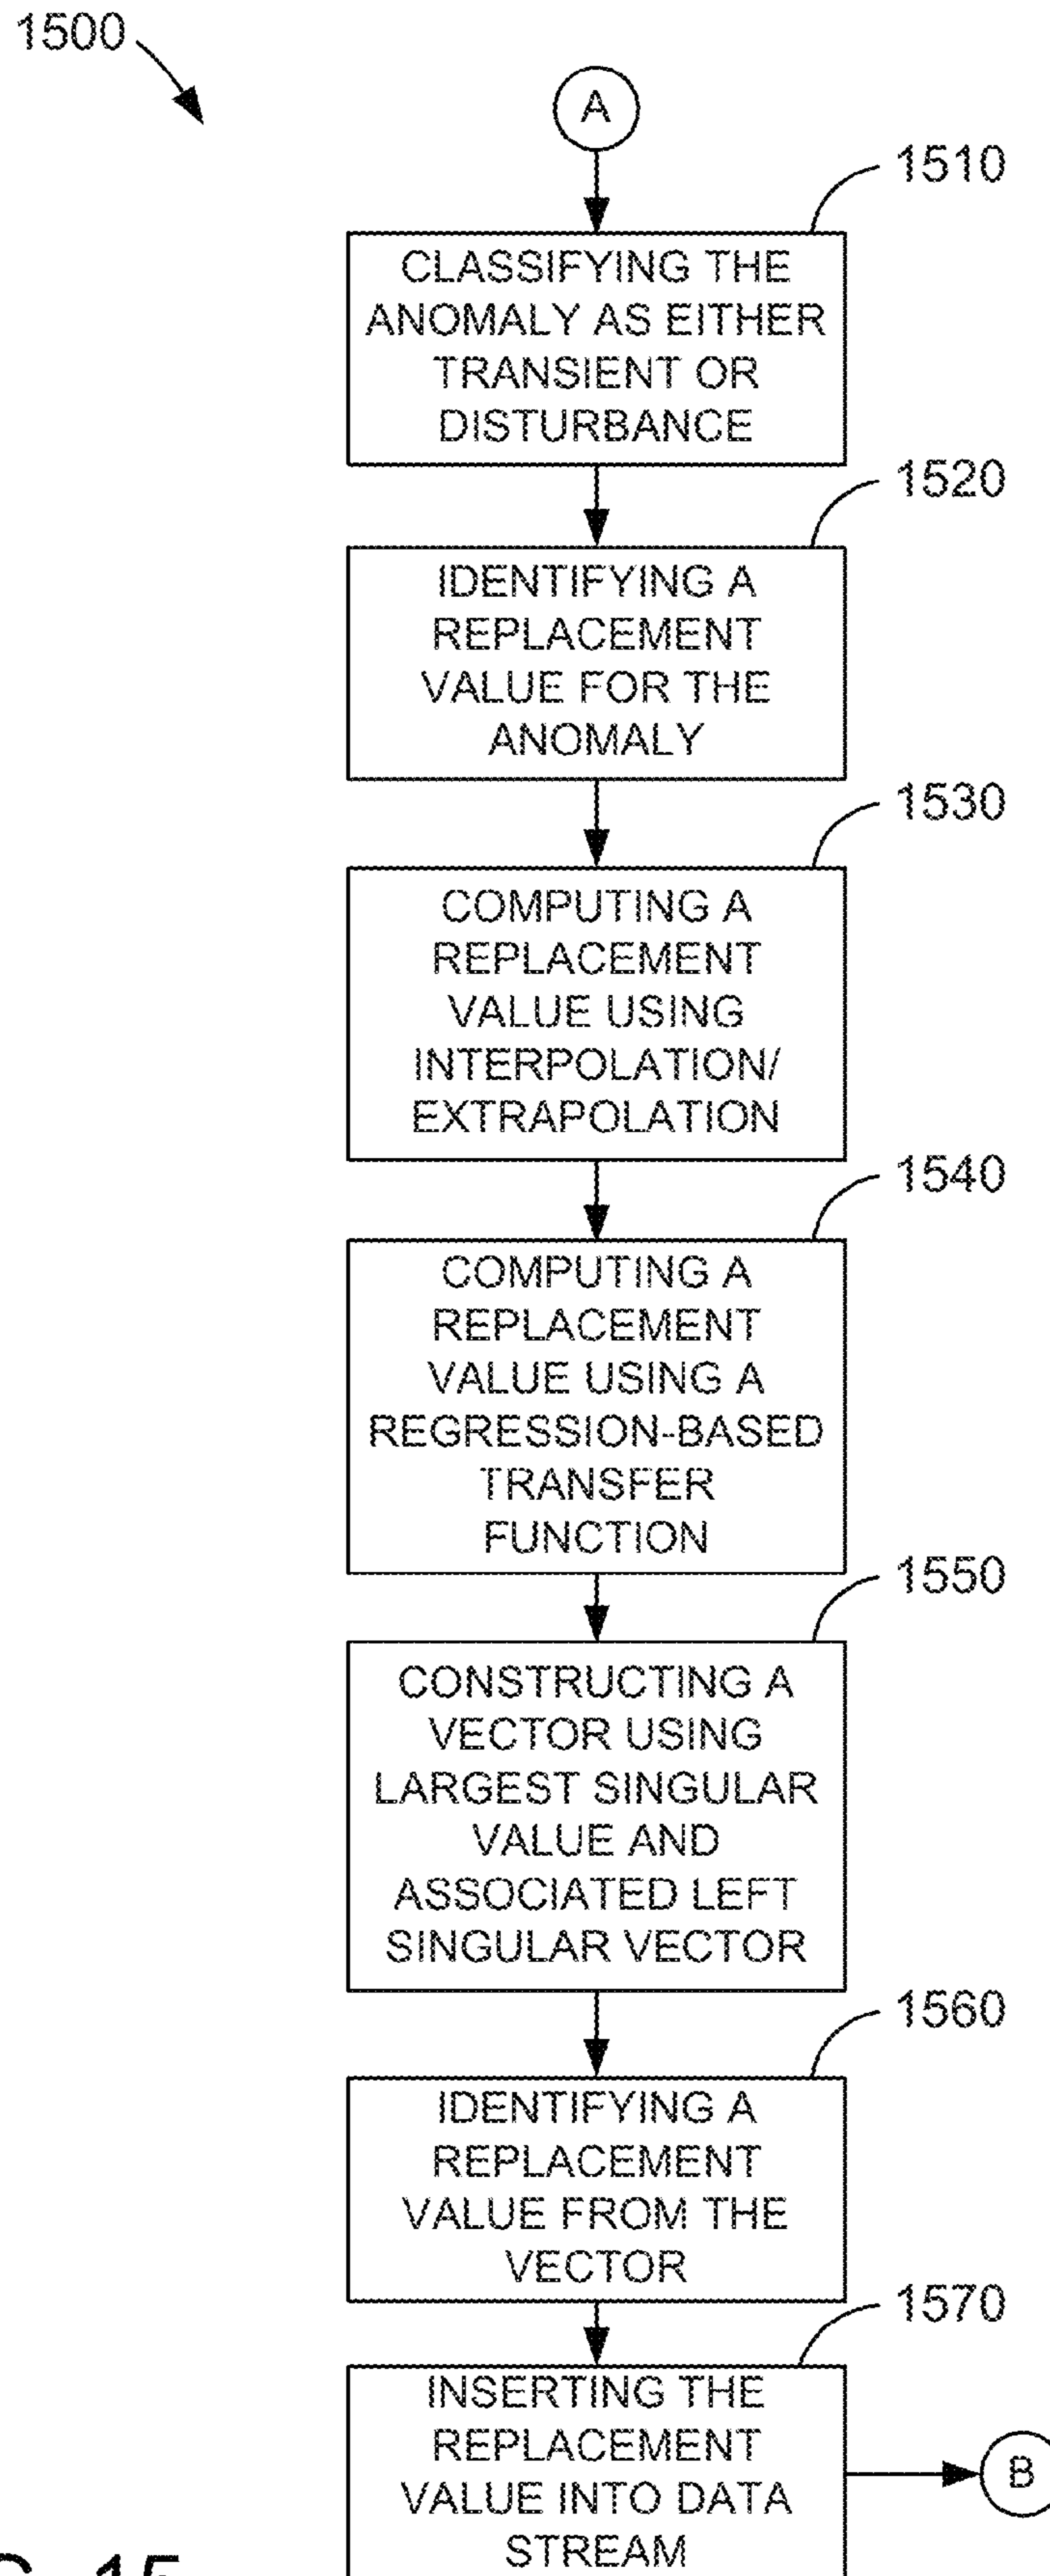 1500
A
1510
CLASSIFYING THE
ANOMALY AS EITHER
TRANSIENT OR
DISTURBANCE
1520
IDENTIFYING A
REPLACEMENT
VALUE FOR THE
ANOMALY
1530
COMPUTING A
REPLACEMENT
VALUE USING
INTERPOLATION/
EXTRAPOLATION
1540
COMPUTING A
REPLACEMENT
VALUE USING A
REGRESSION-BASED
TRANSFER
FUNCTION
1550
CONSTRUCTING A
VECTOR USING
LARGEST SINGULAR
VALUE AND
ASSOCIATED LEFT
SINGULAR VECTOR
1560
IDENTIFYING A
REPLACEMENT
VALUE FROM THE
VECTOR
1570
INSERTING THE
REPLACEMENT
VALUE INTO DATA
STREAM
B
15